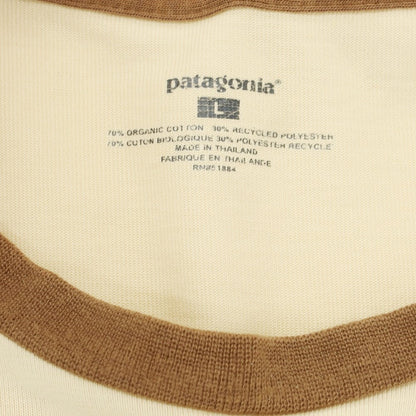 patagonia®
L
70% ORGANIC COTTON 30% RECYCLED POLYESTER
70% COTON BIOLOGIQUE 30% POLYESTER RECYCLE
MADE IN THAILAND
FABRIQUE EN THAILANDE
RN#51884